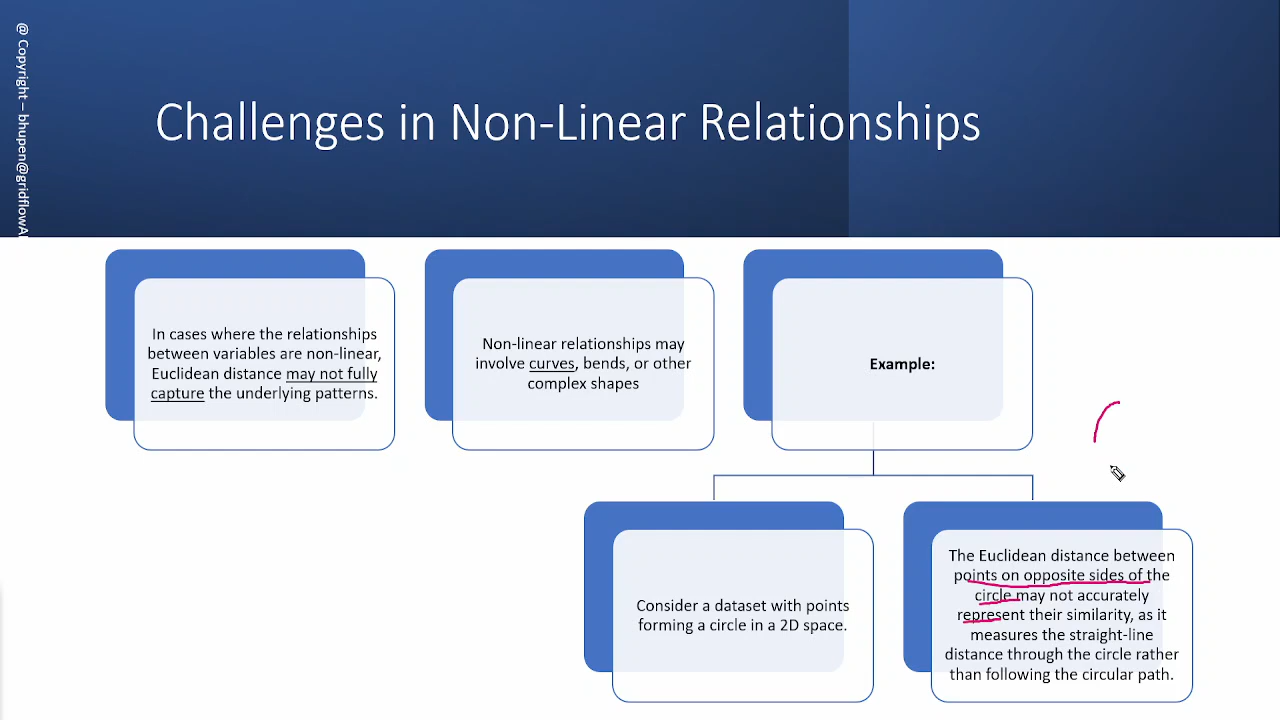 @ Copyright – bhupen@gridflowAI
Challenges in Non-Linear Relationships
In cases where the relationships
between variables are non-linear,
Euclidean distance may not fully
capture the underlying patterns.
Non-linear relationships may
involve curves, bends, or other
complex shapes
Example:
Consider a dataset with points
forming a circle in a 2D space.
The Euclidean distance between
points on opposite sides of the
circle may not accurately
represent their similarity, as it
measures the straight-line
distance through the circle rather
than following the circular path.